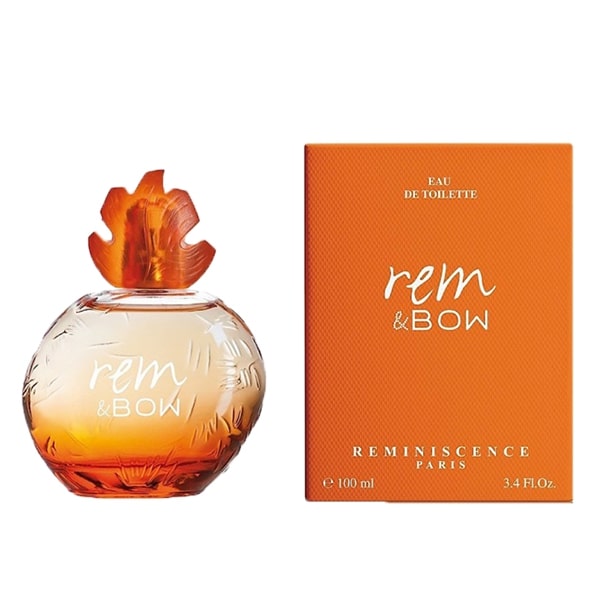 rem
&BOW
EAU
DE TOILETTE
rem
&BOW
REMINISCENCE
PARIS
℮ 100 ml 3.4 Fl.Oz.